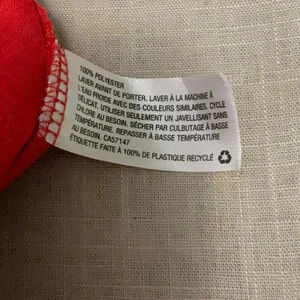 100% POLYESTER
LAVER AVANT DE PORTER. LAVER À LA MACHINE À
L'EAU FROIDE AVEC DES COULEURS SIMILAIRES. CYCLE
DÉLICAT. UTILISER SEULEMENT UN JAVELLISANT SANS
CHLORE AU BESOIN. SÉCHER PAR CULBUTAGE À BASSE
TEMPÉRATURE. REPASSER À BASSE TEMPÉRATURE
AU BESOIN. CA57147
ÉTIQUETTE FAITE À 100% DE PLASTIQUE RECYCLÉ